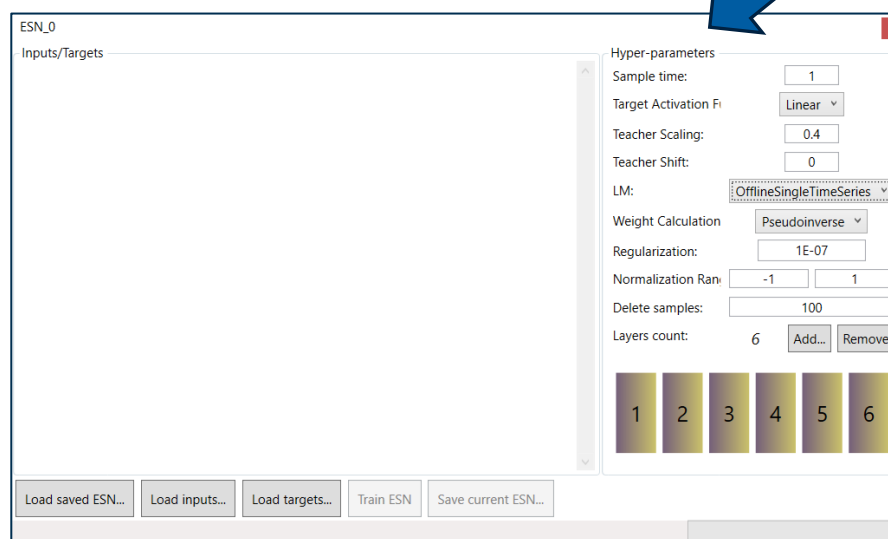 ESN_0
Inputs/Targets
Hyper-parameters
Sample time: 1
Target Activation Fu Linear
Teacher Scaling: 0.4
Teacher Shift: 0
LM: OfflineSingleTimeSeries
Weight Calculation Pseudoinverse
Regularization: 1E-07
Normalization Ran -1 1
Delete samples: 100
Layers count: 6 Add... Remove
1 2 3 4 5 6
Load saved ESN... Load inputs... Load targets... Train ESN Save current ESN...